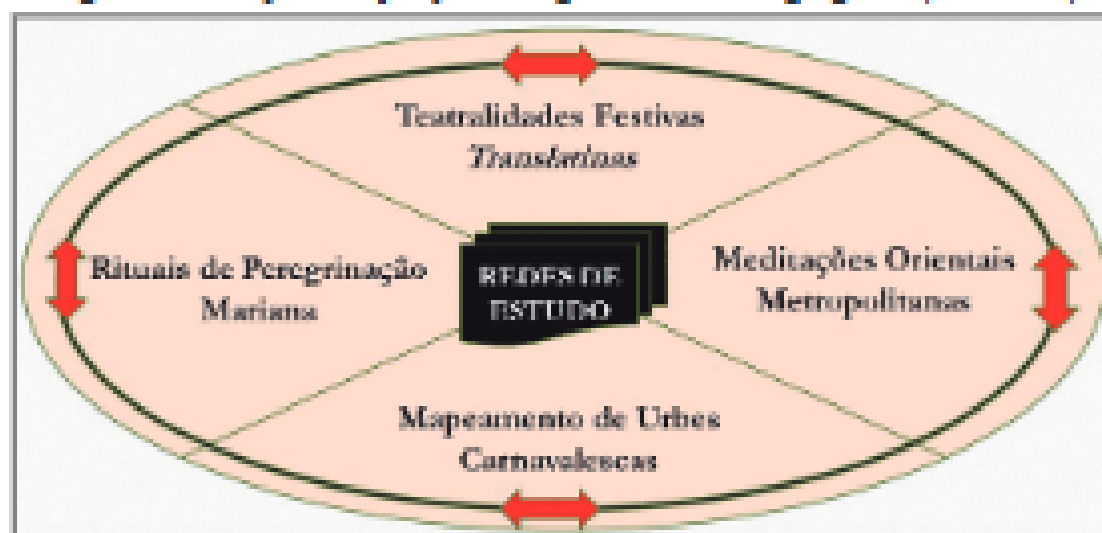 Teatralidades Festivas
Translatinas
Rituais de Peregrinação
Mariana
REDES DE
ESTUDO
Meditações Orientais
Metropolitanas
Mapeamento de Urbes
Carnavalescas